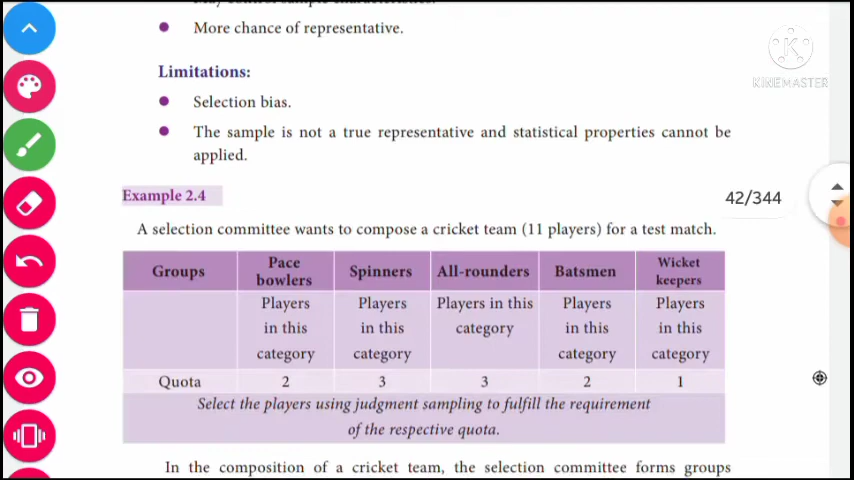 More chance of representative.
KINEMASTER
Limitations:
Selection bias.
The sample is not a true representative and statistical properties cannot be
applied.
Example 2.4
42/344
A selection committee wants to compose a cricket team (11 players) for a test match.
Groups Pace bowlers Spinners All-rounders Batsmen Wicket keepers
Players in this category Players in this category Players in this category Players in this category Players in this category
Quota 2 3 3 2 1
Select the players using judgment sampling to fulfill the requirement
of the respective quota.
In the composition of a cricket team, the selection committee forms groups